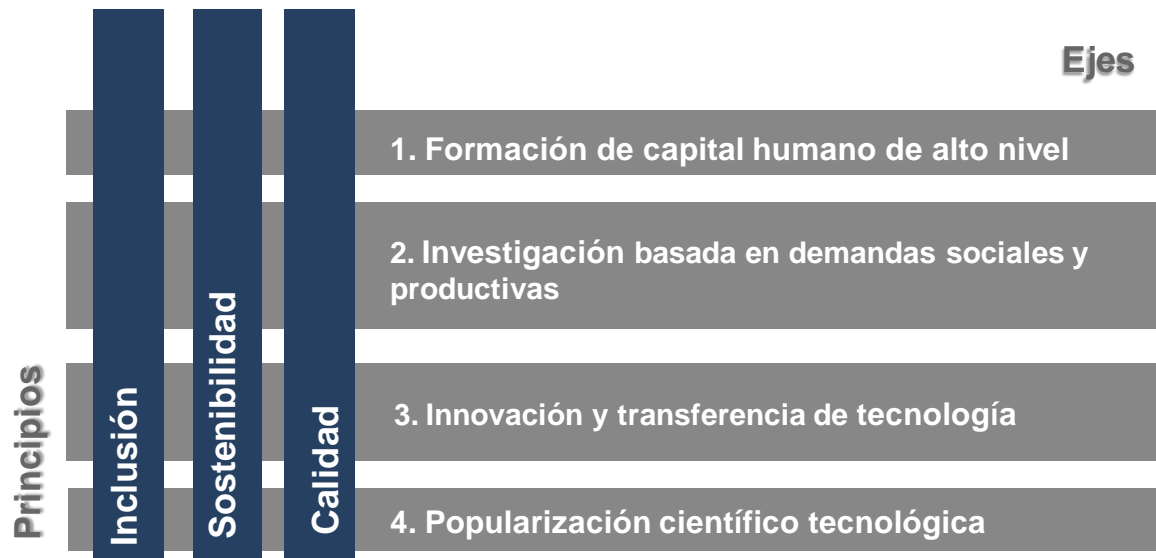 Ejes
1. Formación de capital humano de alto nivel
2. Investigación basada en demandas sociales y
productivas
3. Innovación y transferencia de tecnología
4. Popularización científico tecnológica
Principios
Inclusión
Sostenibilidad
Calidad